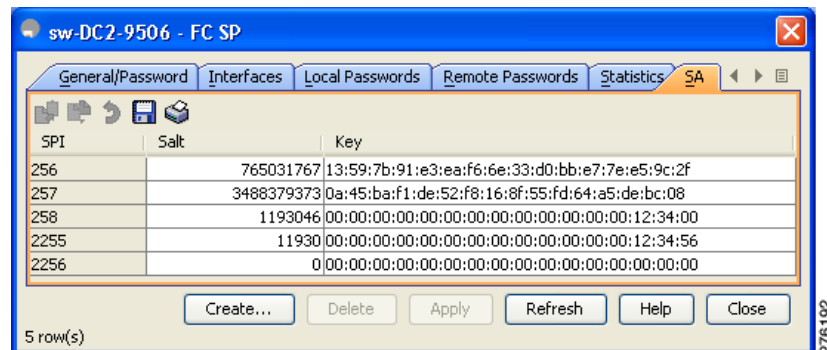 sw-DC2-9506 - FC SP
General/Password Interfaces Local Passwords Remote Passwords Statistics SA
SPI Salt Key
256 765031767 13:59:7b:91:e3:ea:f6:6e:33:d0:bb:e7:7e:e5:9c:2f
257 3488379373 0a:45:ba:f1:de:52:f8:16:8f:55:fd:64:a5:de:bc:08
258 1193046 00:00:00:00:00:00:00:00:00:00:00:00:00:12:34:00
2255 11930 00:00:00:00:00:00:00:00:00:00:00:00:00:12:34:56
2256 0 00:00:00:00:00:00:00:00:00:00:00:00:00:00:00:00
Create... Delete Apply Refresh Help Close
5 row(s)
276192